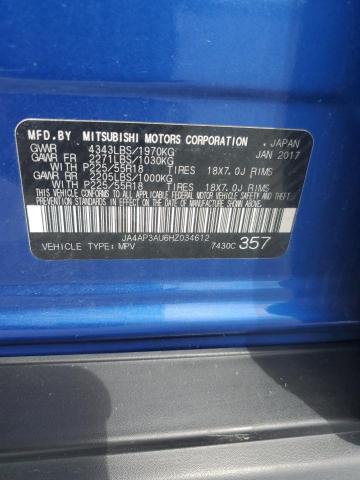 MFD.BY MITSUBISHI MOTORS CORPORATION . JAPAN
GVWR 4343LBS/1970KG JAN 2017
GAWR FR 2271LBS/1030KG
WITH P225/55R18 TIRES 18X7.0J RIMS
GAWR RR 2205LBS/1000KG
WITH P225/55R18 TIRES 18X7.0J RIMS
THIS VEHICLE CONFORMS TO ALL APPLICABLE FEDERAL MOTOR VEHICLE SAFETY, BUMPER AND THEFT
PREVENTION STANDARDS IN EFFECT ON THE DATE OF MANUFACTURE SHOWN ABOVE.
JA4AP3AU6HZ034612
VEHICLE TYPE:MPV 7430C 357